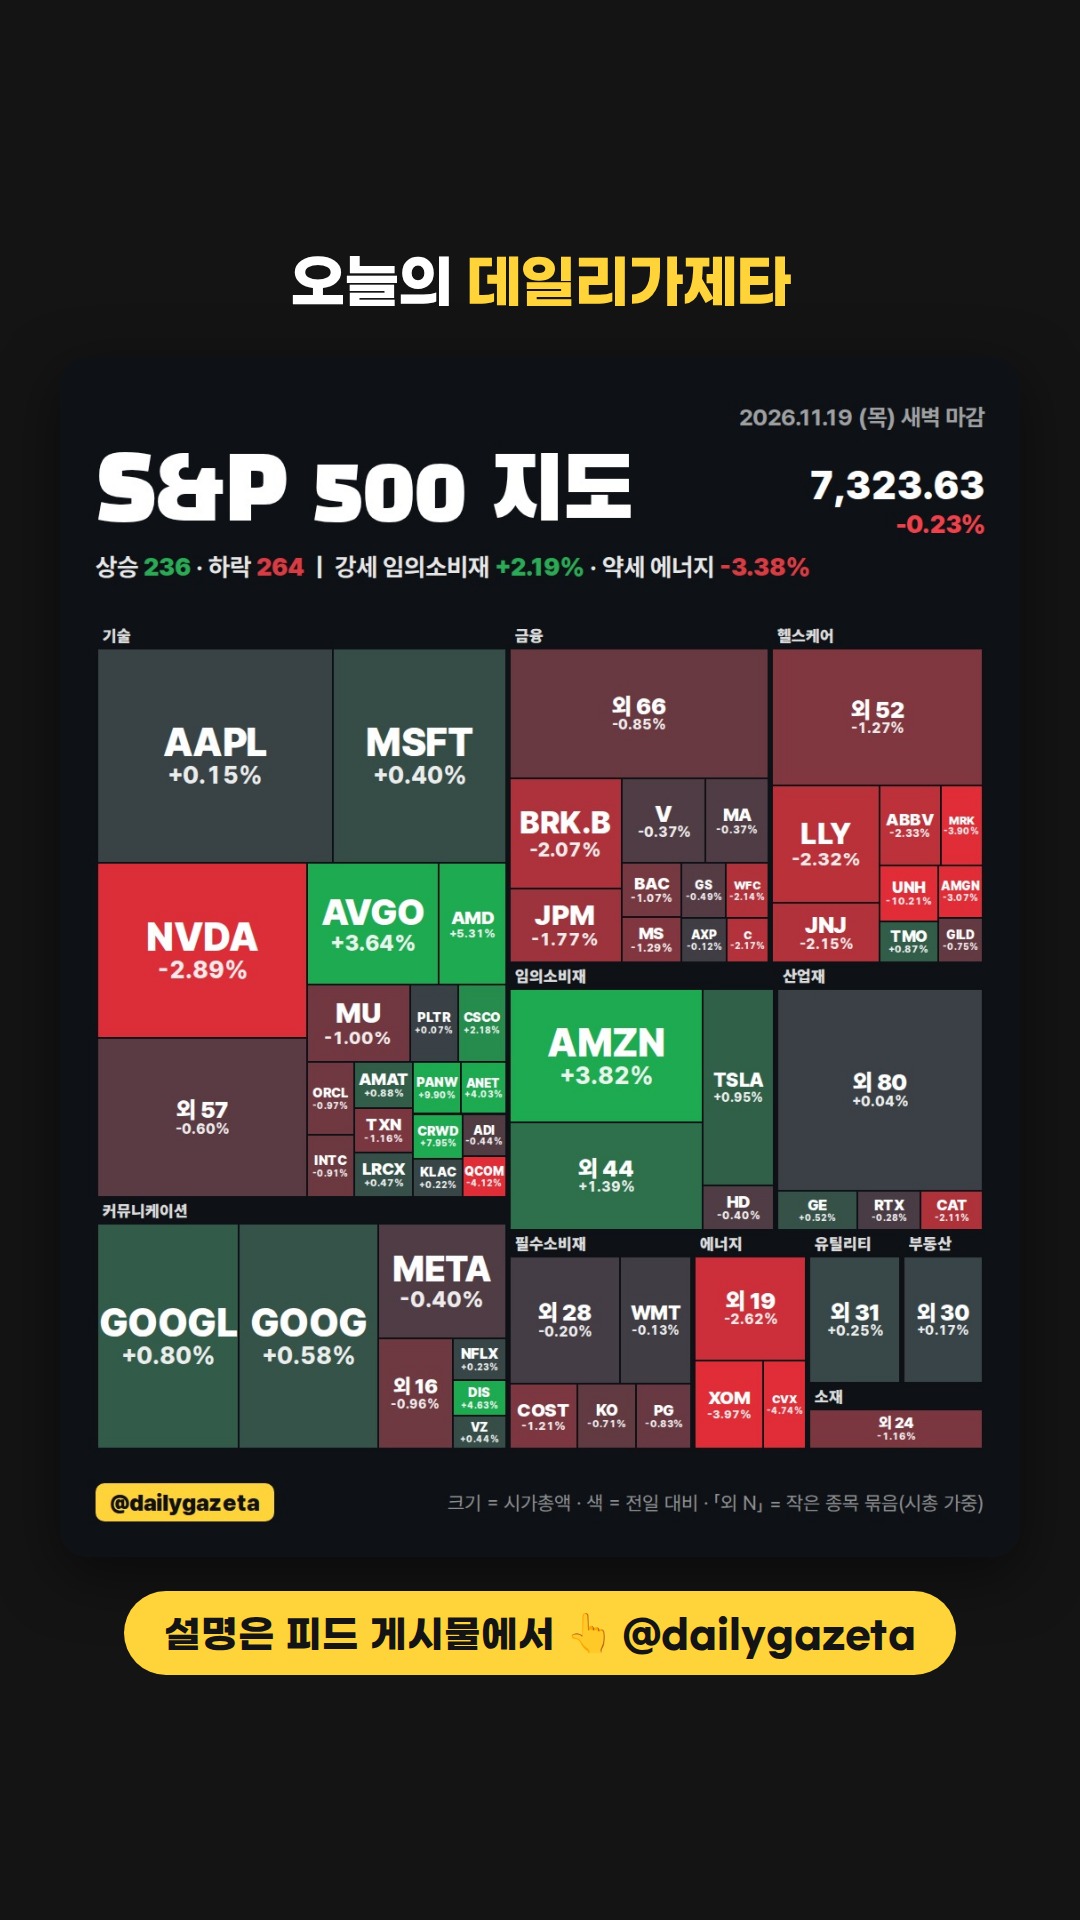 오늘의 데일리가제타
2026.11.19 (목) 새벽 마감
S&P 500 지도
7,323.63
-0.23%
상승 236 · 하락 264 | 강세 임의소비재 +2.19% · 약세 에너지 -3.38%
기술
AAPL
+0.15%
MSFT
+0.40%
NVDA
-2.89%
AVGO
+3.64%
AMD
+5.31%
MU
-1.00%
PLTR
+0.07%
CSCO
+2.18%
외 57
-0.60%
ORCL
-0.97%
AMAT
+0.88%
PANW
+9.90%
ANET
+4.03%
TXN
-1.16%
CRWD
+7.95%
ADI
-0.44%
INTC
-0.91%
LRCX
+0.47%
KLAC
+0.22%
QCOM
-4.12%
금융
외 66
-0.85%
BRK.B
-2.07%
V
-0.37%
MA
-0.37%
JPM
-1.77%
BAC
-1.07%
GS
-0.49%
WFC
-2.14%
MS
-1.29%
AXP
-0.12%
C
-2.17%
헬스케어
외 52
-1.27%
LLY
-2.32%
ABBV
-2.33%
MRK
-3.90%
UNH
-10.21%
AMGN
-3.07%
JNJ
-2.15%
TMO
+0.87%
GILD
-0.75%
임의소비재
AMZN
+3.82%
TSLA
+0.95%
외 44
+1.39%
HD
-0.40%
산업재
외 80
+0.04%
GE
+0.52%
RTX
-0.28%
CAT
-2.11%
커뮤니케이션
GOOGL
+0.80%
GOOG
+0.58%
META
-0.40%
외 16
-0.96%
NFLX
+0.23%
DIS
+4.63%
VZ
+0.44%
필수소비재
외 28
-0.20%
WMT
-0.13%
COST
-1.21%
KO
-0.71%
PG
-0.83%
에너지
외 19
-2.62%
XOM
-3.97%
CVX
-4.74%
유틸리티
외 31
+0.25%
부동산
외 30
+0.17%
소재
외 24
-1.16%
@dailygazeta
크기 = 시가총액 · 색 = 전일 대비 · 「외 N」 = 작은 종목 묶음(시총 가중)
설명은 피드 게시물에서 👆 @dailygazeta